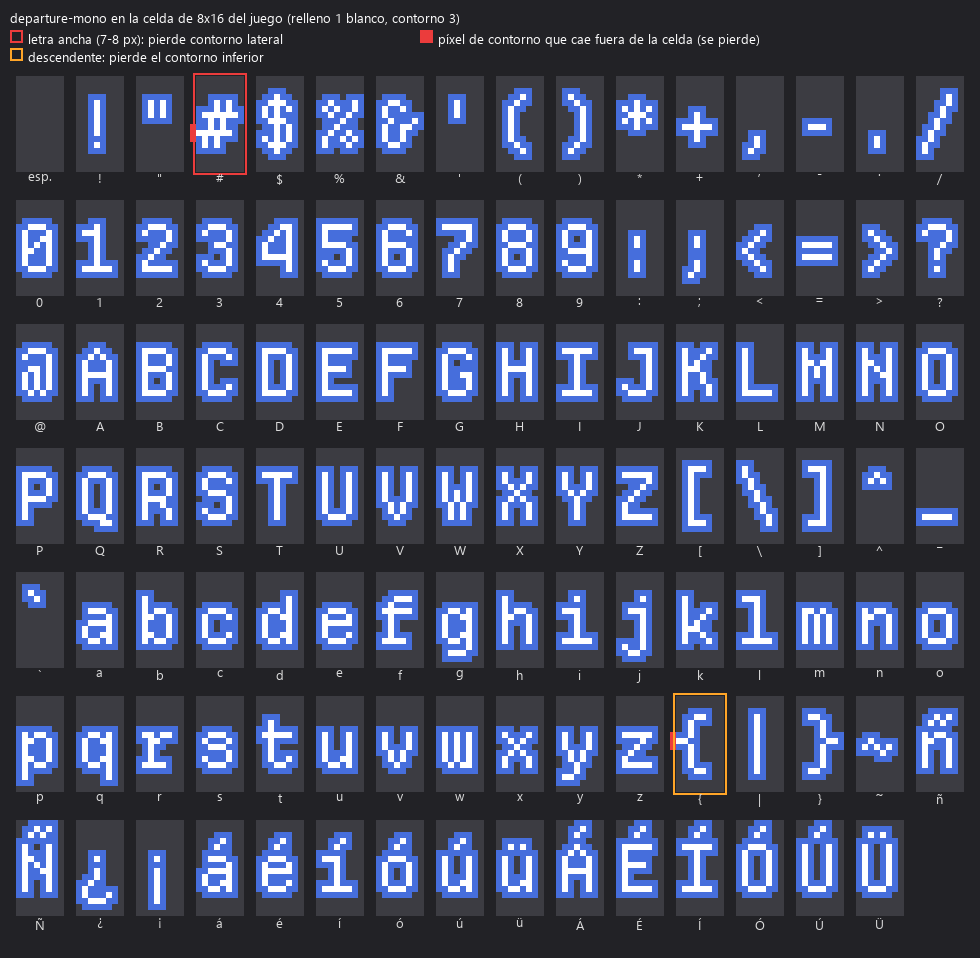 departure-mono en la celda de 8x16 del juego (relleno 1 blanco, contorno 3)
letra ancha (7-8 px): pierde contorno lateral píxel de contorno que cae fuera de la celda (se pierde)
descendente: pierde el contorno inferior
! " # $ % & ' ( ) * + , - . /
esp. ! " # $ % & ' ( ) * + , - . /
0 1 2 3 4 5 6 7 8 9 : ; < = > ?
0 1 2 3 4 5 6 7 8 9 : ; < = > ?
@ A B C D E F G H I J K L M N O
@ A B C D E F G H I J K L M N O
P Q R S T U V W X Y Z [ \ ] ^ _
P Q R S T U V W X Y Z [ \ ] ^ _
` a b c d e f g h i j k l m n o
` a b c d e f g h i j k l m n o
p q r s t u v w x y z { | } ~ ñ
p q r s t u v w x y z { | } ~ ñ
Ñ ¿ ¡ á é í ó ú ü Á É Í Ó Ú Ü
Ñ ¿ ¡ á é í ó ú ü Á É Í Ó Ú Ü